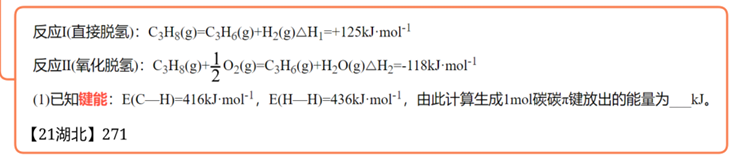 反应I(直接脱氢)：C₃H₈(g)=C₃H₆(g)+H₂(g)△H₁=+125kJ·mol⁻¹
反应II(氧化脱氢)：C₃H₈(g)+1/2O₂(g)=C₃H₆(g)+H₂O(g)△H₂=-118kJ·mol⁻¹
(1)已知键能：E(C—H)=416kJ·mol⁻¹，E(H—H)=436kJ·mol⁻¹，由此计算生成1mol碳碳π键放出的能量为___kJ。
【21湖北】271